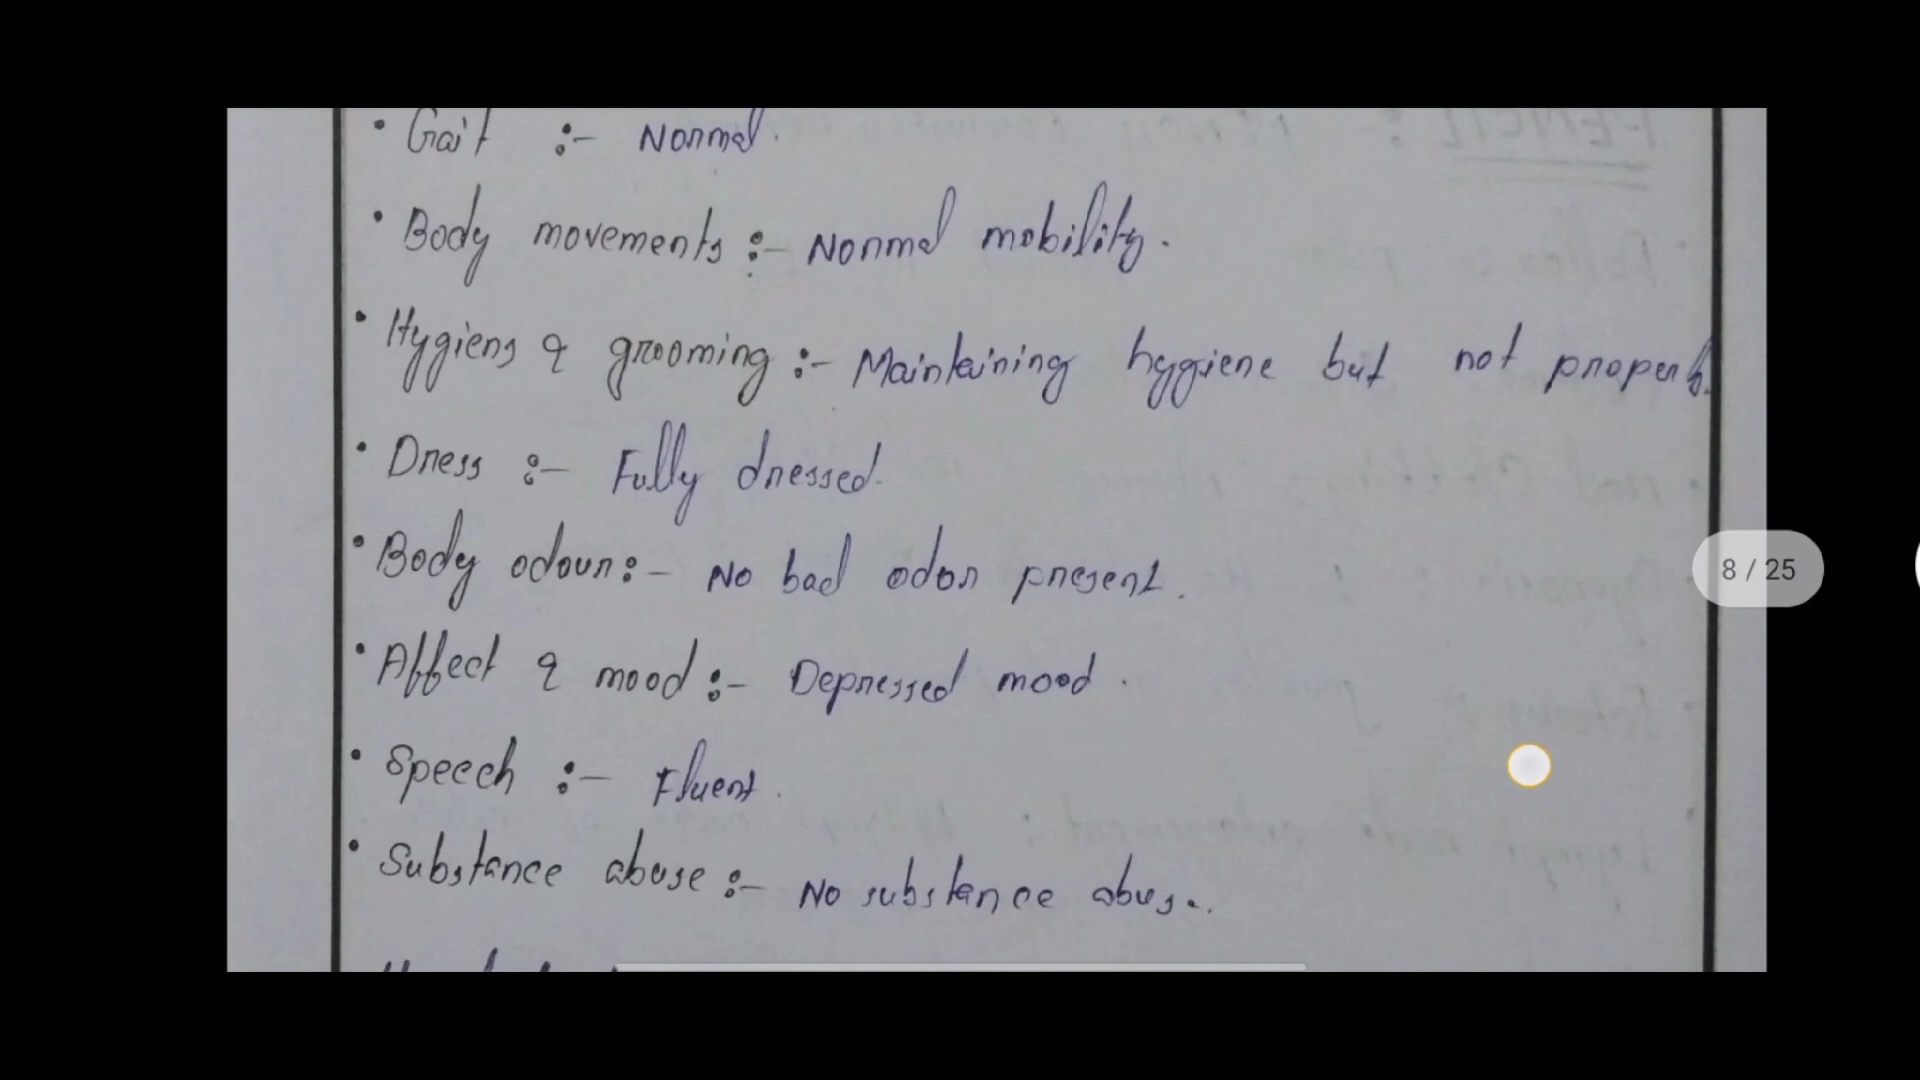 • Gait :- Normal.
• Body movements :- Normal mobility.
• Hygiens & grooming :- Maintaining hygiene but not properly.
• Dress :- Fully dressed.
• Body odour :- No bad odor present.
• Affect & mood :- Depressed mood.
• Speech :- Fluent.
• Substance abuse :- No substance abuse.
8 / 25